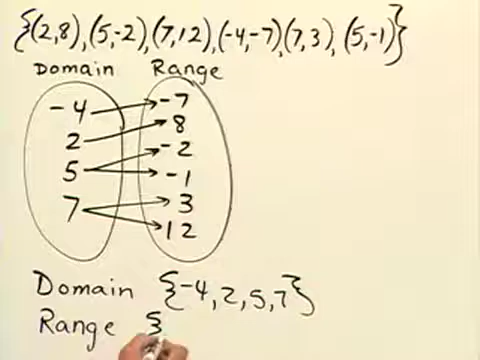 {(2,8),(5,-2),(7,12),(-4,-7)(7,3), (5,-1)}
Domain Range
-4 -7
2 8
5 -2
-1
7 3
12
Domain {-4,2,5,7}
Range {